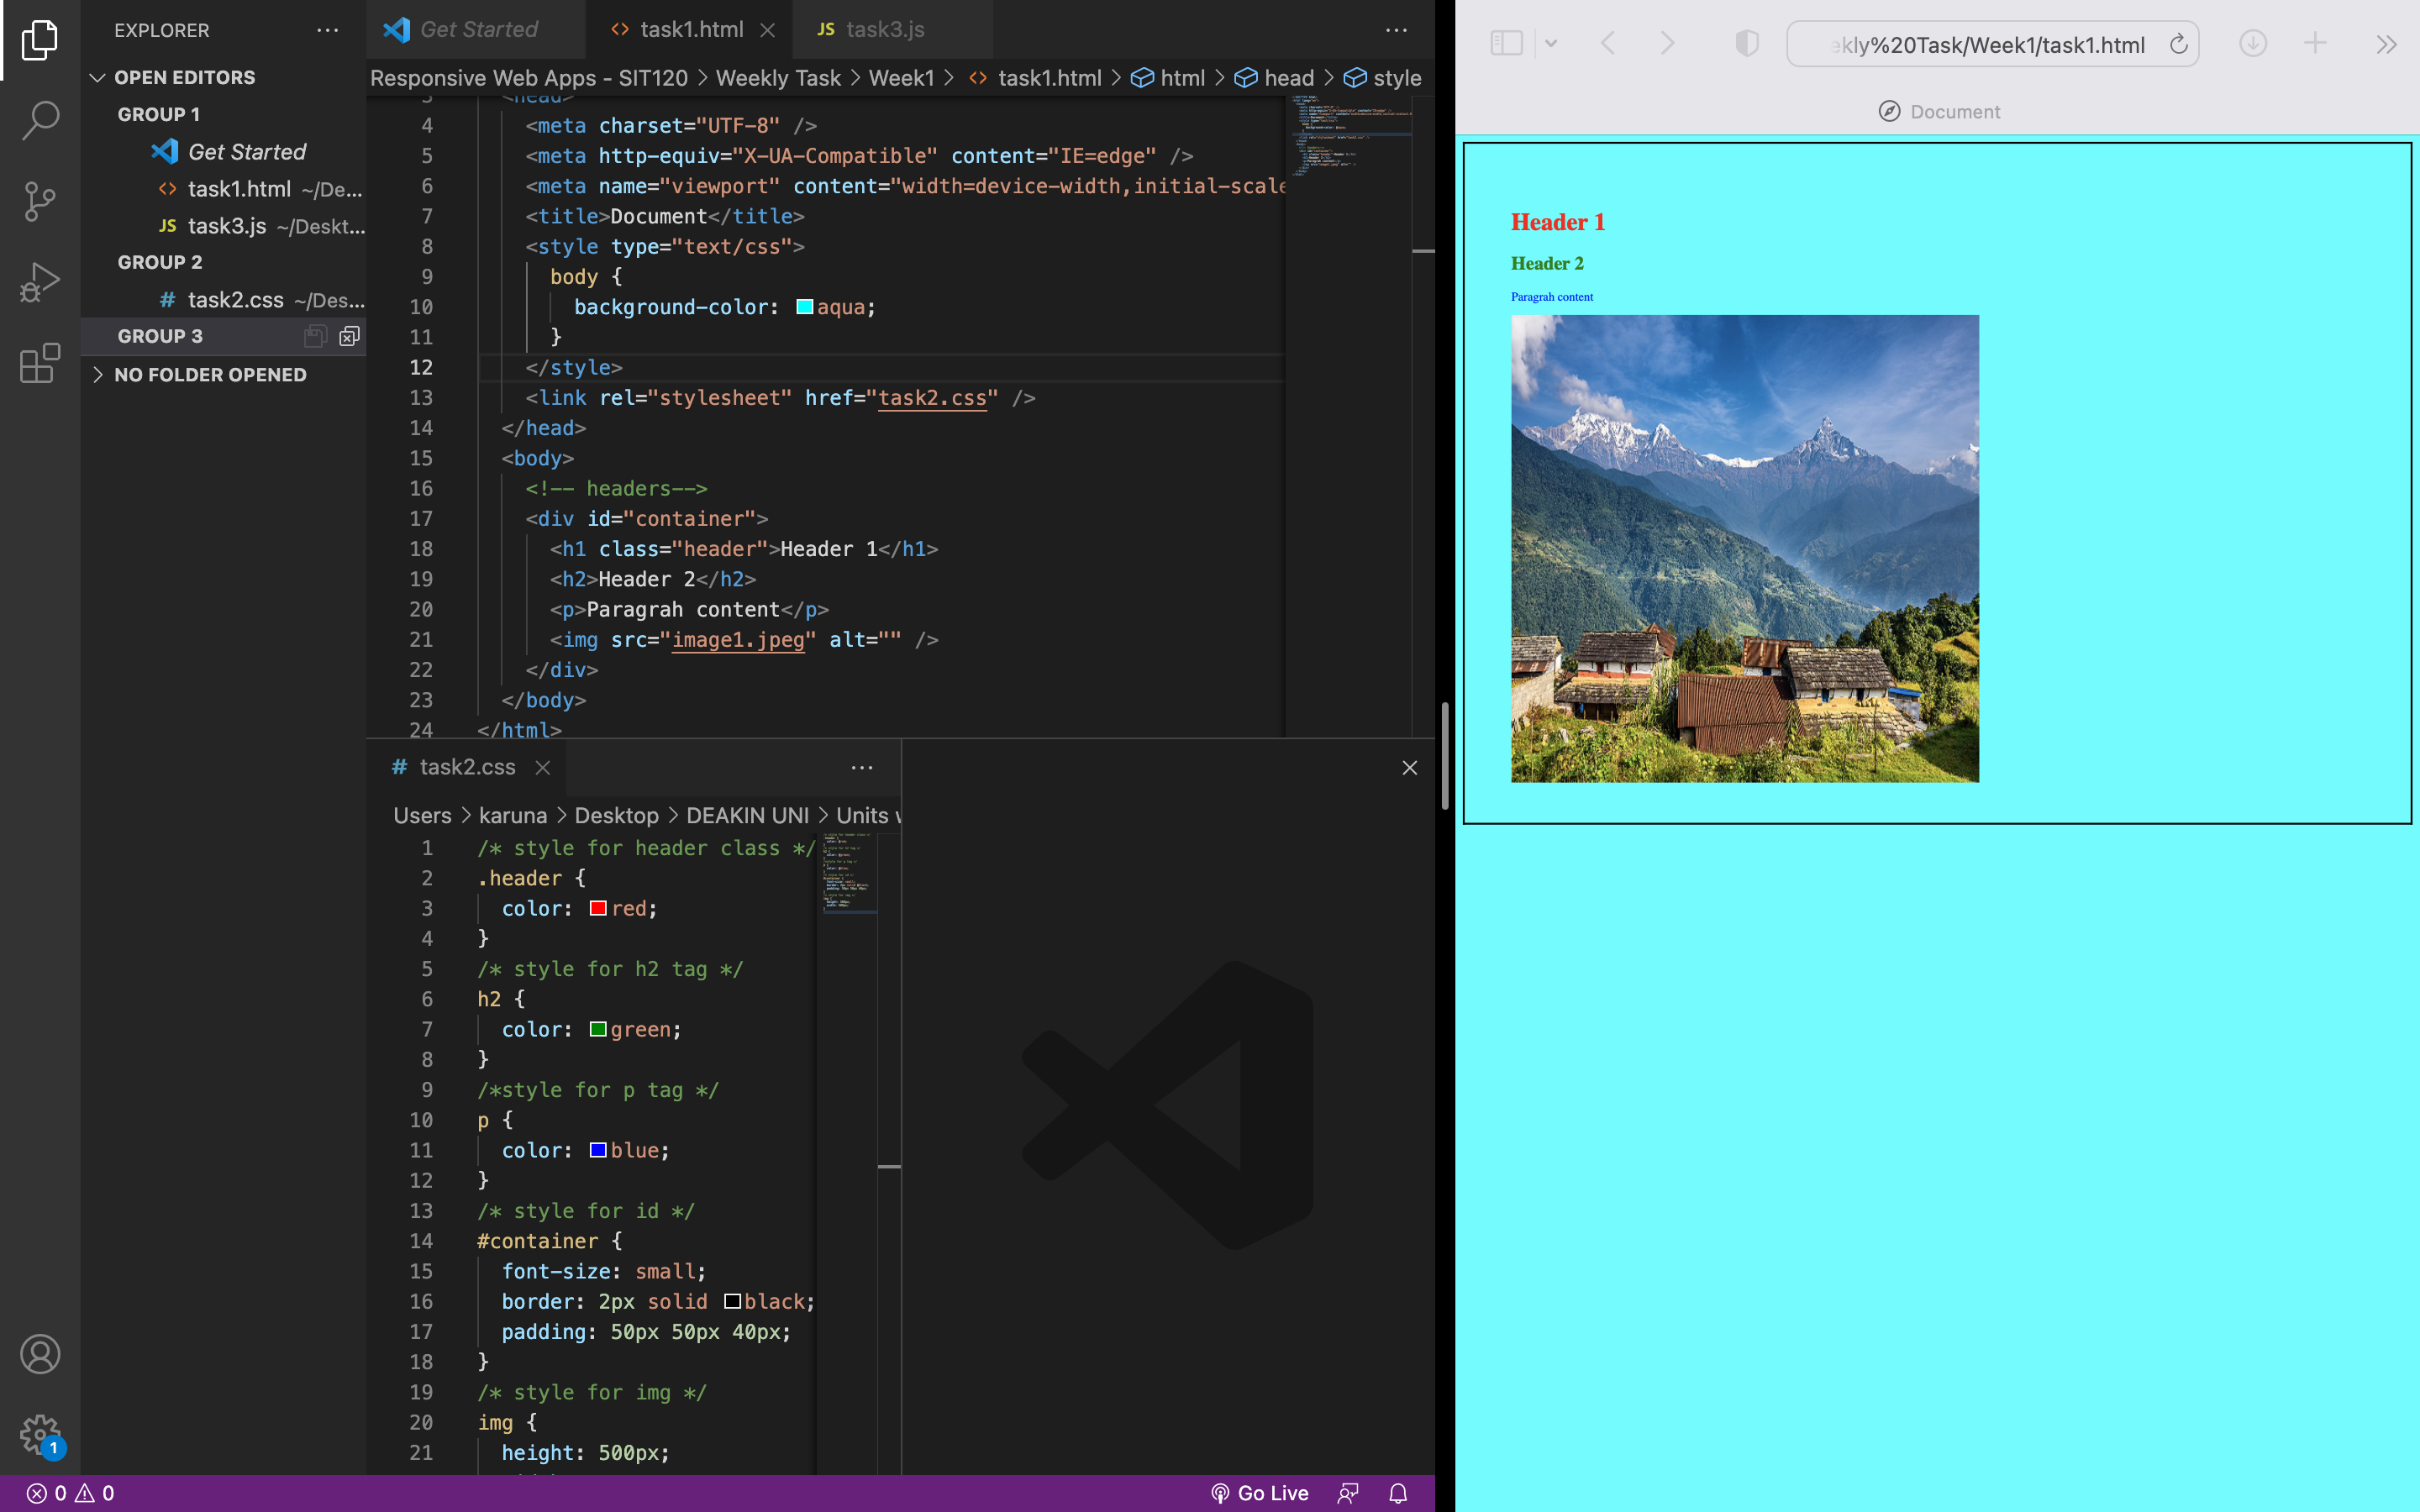 EXPLORER
OPEN EDITORS
GROUP 1
Get Started
task1.html ~/De...
JS task3.js ~/Deskt...
GROUP 2
# task2.css ~/Des...
GROUP 3
NO FOLDER OPENED
Get Started
<> task1.html
JS task3.js
Responsive Web Apps - SIT120 > Weekly Task > Week1 > <> task1.html > html > head > style
3 <head>
4 <meta charset="UTF-8" />
5 <meta http-equiv="X-UA-Compatible" content="IE=edge" />
6 <meta name="viewport" content="width=device-width,initial-scale
7 <title>Document</title>
8 <style type="text/css">
9 body {
10 background-color: aqua;
11 }
12 </style>
13 <link rel="stylesheet" href="task2.css" />
14 </head>
15 <body>
16 <!-- headers-->
17 <div id="container">
18 <h1 class="header">Header 1</h1>
19 <h2>Header 2</h2>
20 <p>Paragrah content</p>
21 <img src="image1.jpeg" alt="" />
22 </div>
23 </body>
24 </html>
# task2.css
Users > karuna > Desktop > DEAKIN UNI > Units
1 /* style for header class */
2 .header {
3 color: red;
4 }
5 /* style for h2 tag */
6 h2 {
7 color: green;
8 }
9 /*style for p tag */
10 p {
11 color: blue;
12 }
13 /* style for id */
14 #container {
15 font-size: small;
16 border: 2px solid black;
17 padding: 50px 50px 40px;
18 }
19 /* style for img */
20 img {
21 height: 500px;
1
0 0
Go Live
ekly%20Task/Week1/task1.html
Document
Header 1
Header 2
Paragrah content